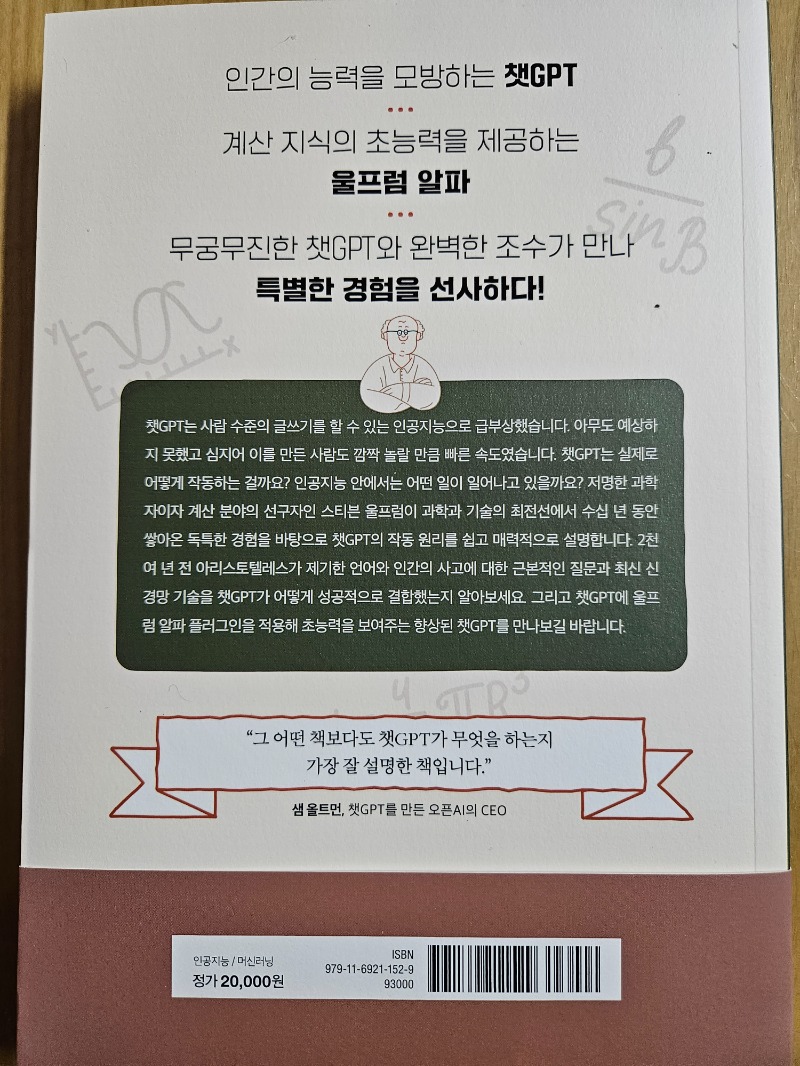 인간의 능력을 모방하는 챗GPT
계산 지식의 초능력을 제공하는
울프럼 알파
무궁무진한 챗GPT와 완벽한 조수가 만나
특별한 경험을 선사하다!
b
sin B
y
x
챗GPT는 사람 수준의 글쓰기를 할 수 있는 인공지능으로 급부상했습니다. 아무도 예상하
지 못했고 심지어 이를 만든 사람도 깜짝 놀랄 만큼 빠른 속도였습니다. 챗GPT는 실제로
어떻게 작동하는 걸까요? 인공지능 안에서는 어떤 일이 일어나고 있을까요? 저명한 과학
자이자 계산 분야의 선구자인 스티븐 울프럼이 과학과 기술의 최전선에서 수십 년 동안
쌓아온 독특한 경험을 바탕으로 챗GPT의 작동 원리를 쉽고 매력적으로 설명합니다. 2천
여 년 전 아리스토텔레스가 제기한 언어와 인간의 사고에 대한 근본적인 질문과 최신 신
경망 기술을 챗GPT가 어떻게 성공적으로 결합했는지 알아보세요. 그리고 챗GPT에 울프
럼 알파 플러그인을 적용해 초능력을 보여주는 향상된 챗GPT를 만나보길 바랍니다.
4
πR³
“그 어떤 책보다도 챗GPT가 무엇을 하는지
가장 잘 설명한 책입니다.”
샘 올트먼, 챗GPT를 만든 오픈AI의 CEO
인공지능 / 머신러닝
정가 20,000원
ISBN
979-11-6921-152-9
93000